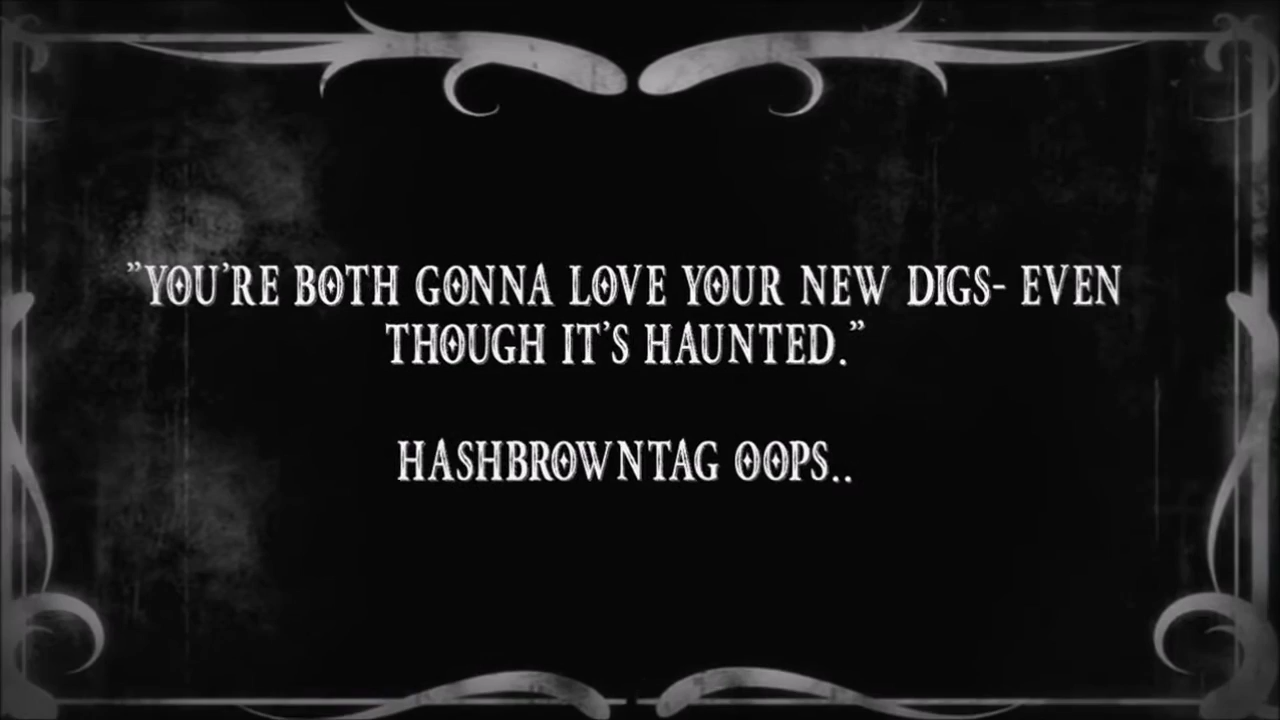 ”YOU’RE BOTH GONNA LOVE YOUR NEW DIGS- EVEN
THOUGH IT’S HAUNTED.”
HASHBROWNTAG OOPS..